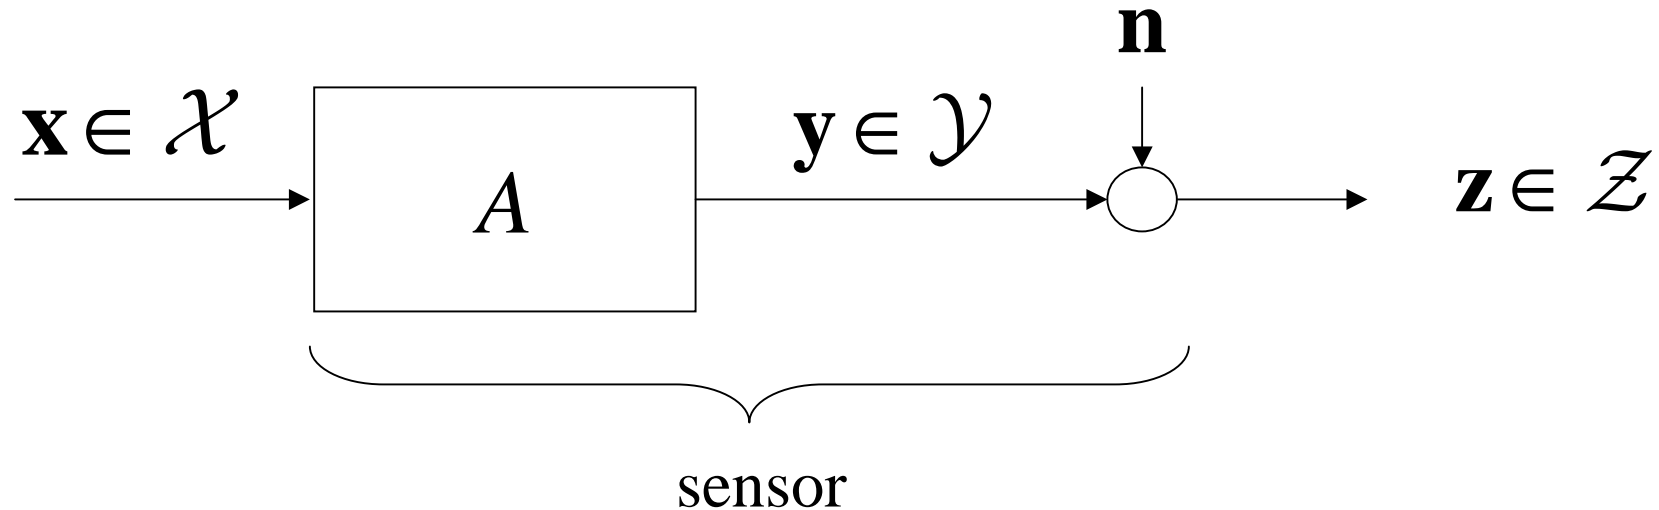 n
x ∈ 𝒳
y ∈ 𝒴
A
z ∈ 𝒵
sensor